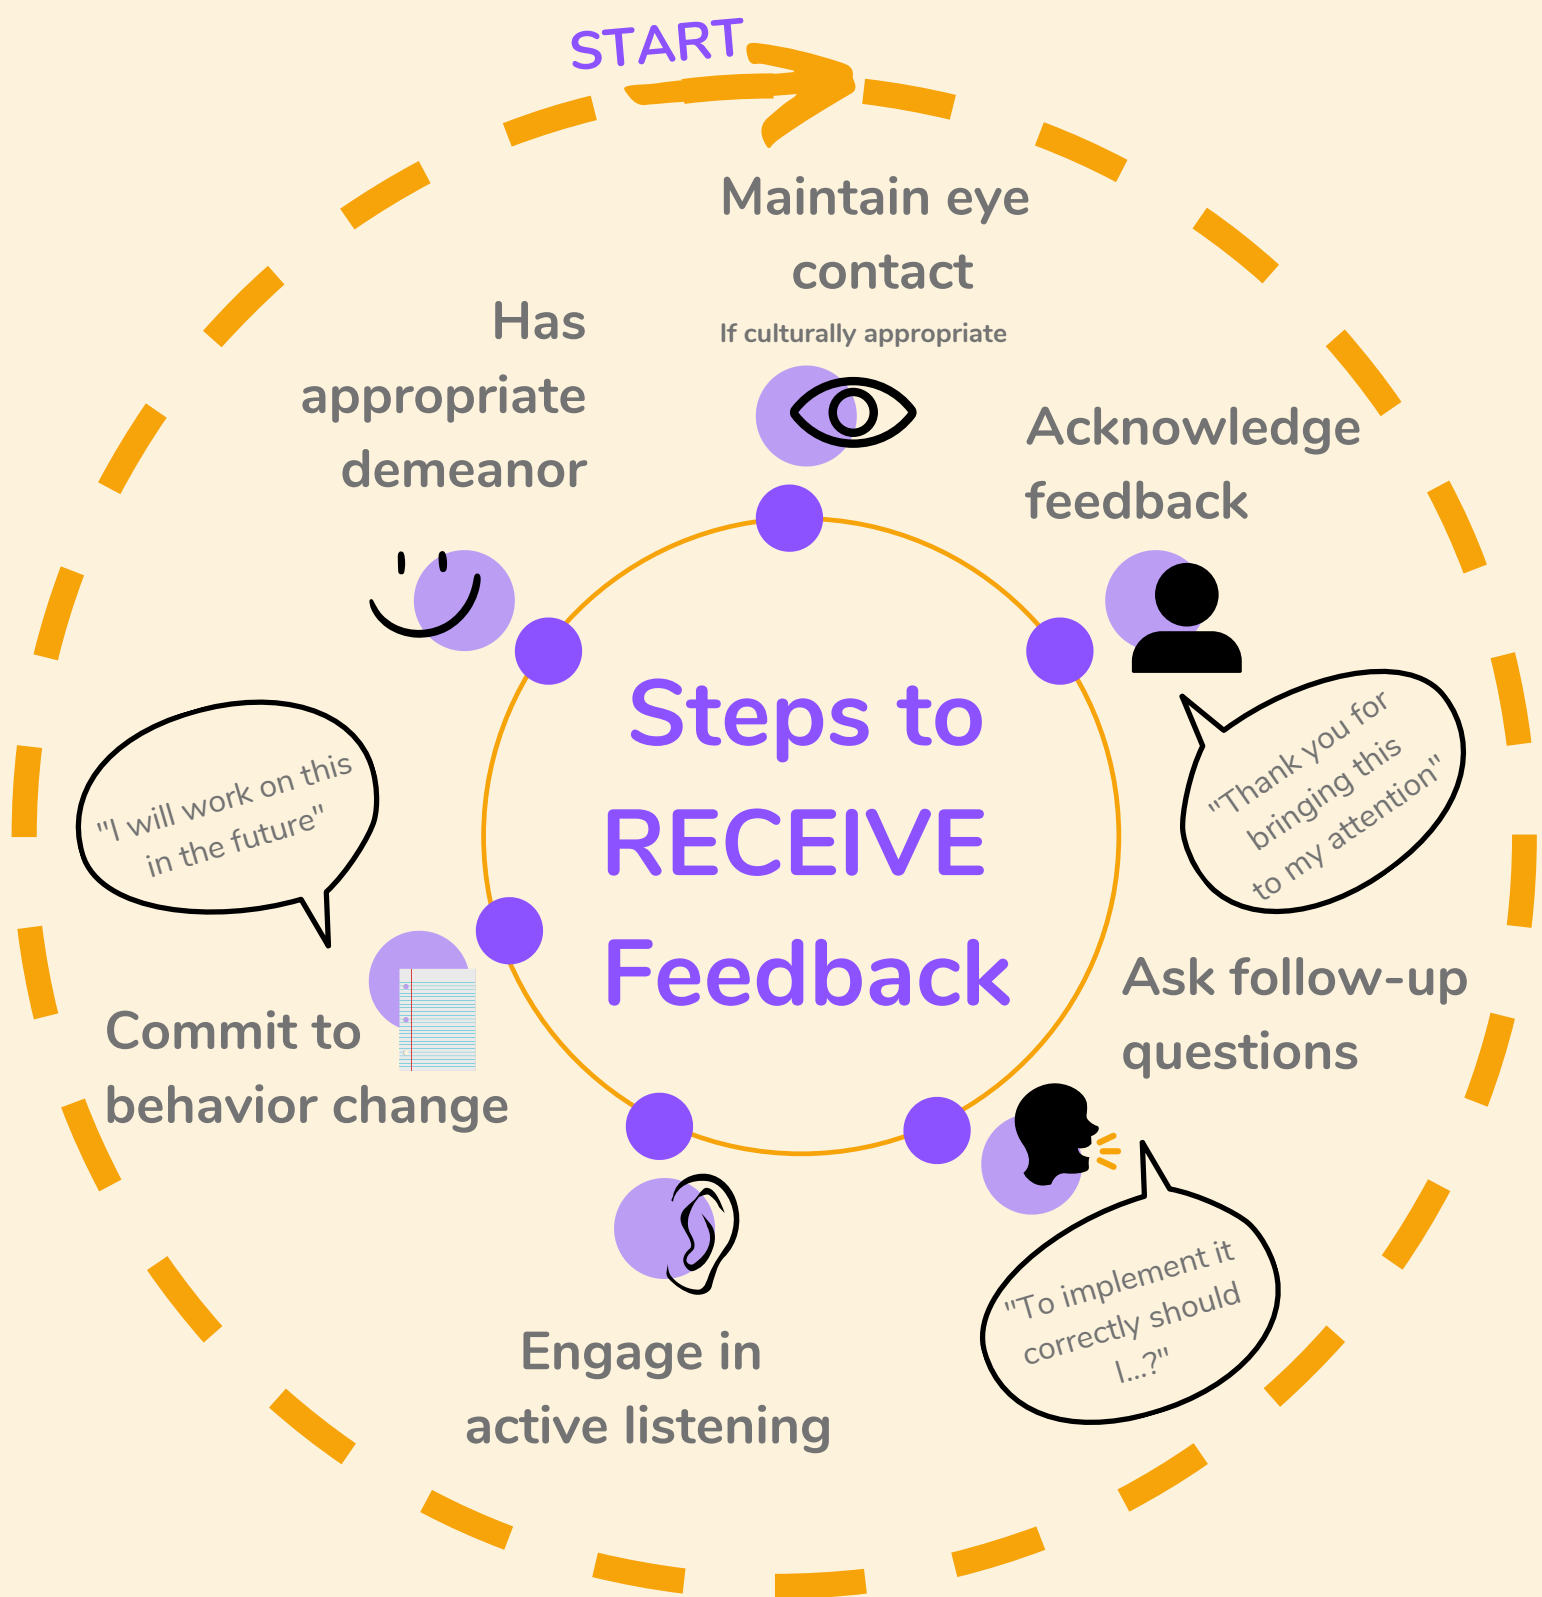 START
Maintain eye
contact
If culturally appropriate
Acknowledge
feedback
"Thank you for
bringing this
to my attention"
Ask follow-up
questions
"To implement it
correctly should
I...?"
Engage in
active listening
Commit to
behavior change
"I will work on this
in the future"
Has
appropriate
demeanor
Steps to
RECEIVE
Feedback